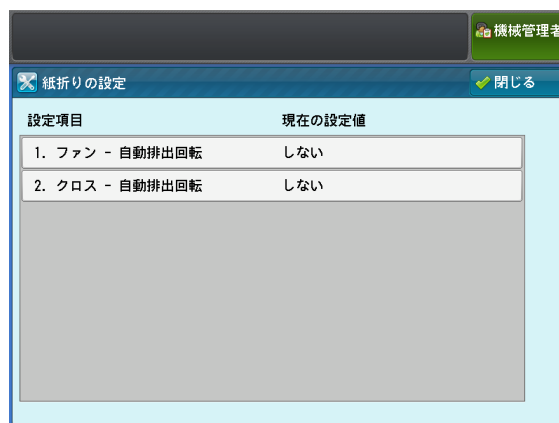 機械管理者
紙折りの設定
閉じる
設定項目 現在の設定値
1. ファン - 自動排出回転 しない
2. クロス - 自動排出回転 しない